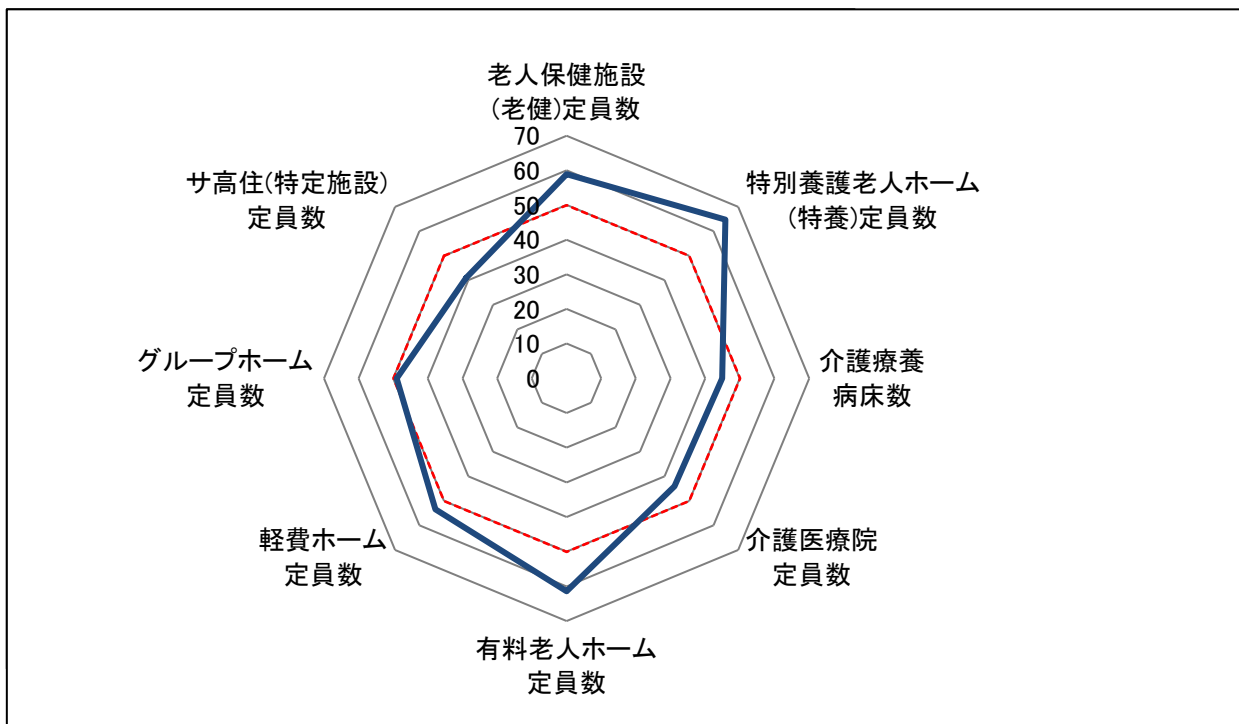 老人保健施設
(老健)定員数
特別養護老人ホーム
(特養)定員数
介護療養
病床数
介護医療院
定員数
有料老人ホーム
定員数
軽費ホーム
定員数
グループホーム
定員数
サ高住(特定施設)
定員数
70
60
50
40
30
20
10
0